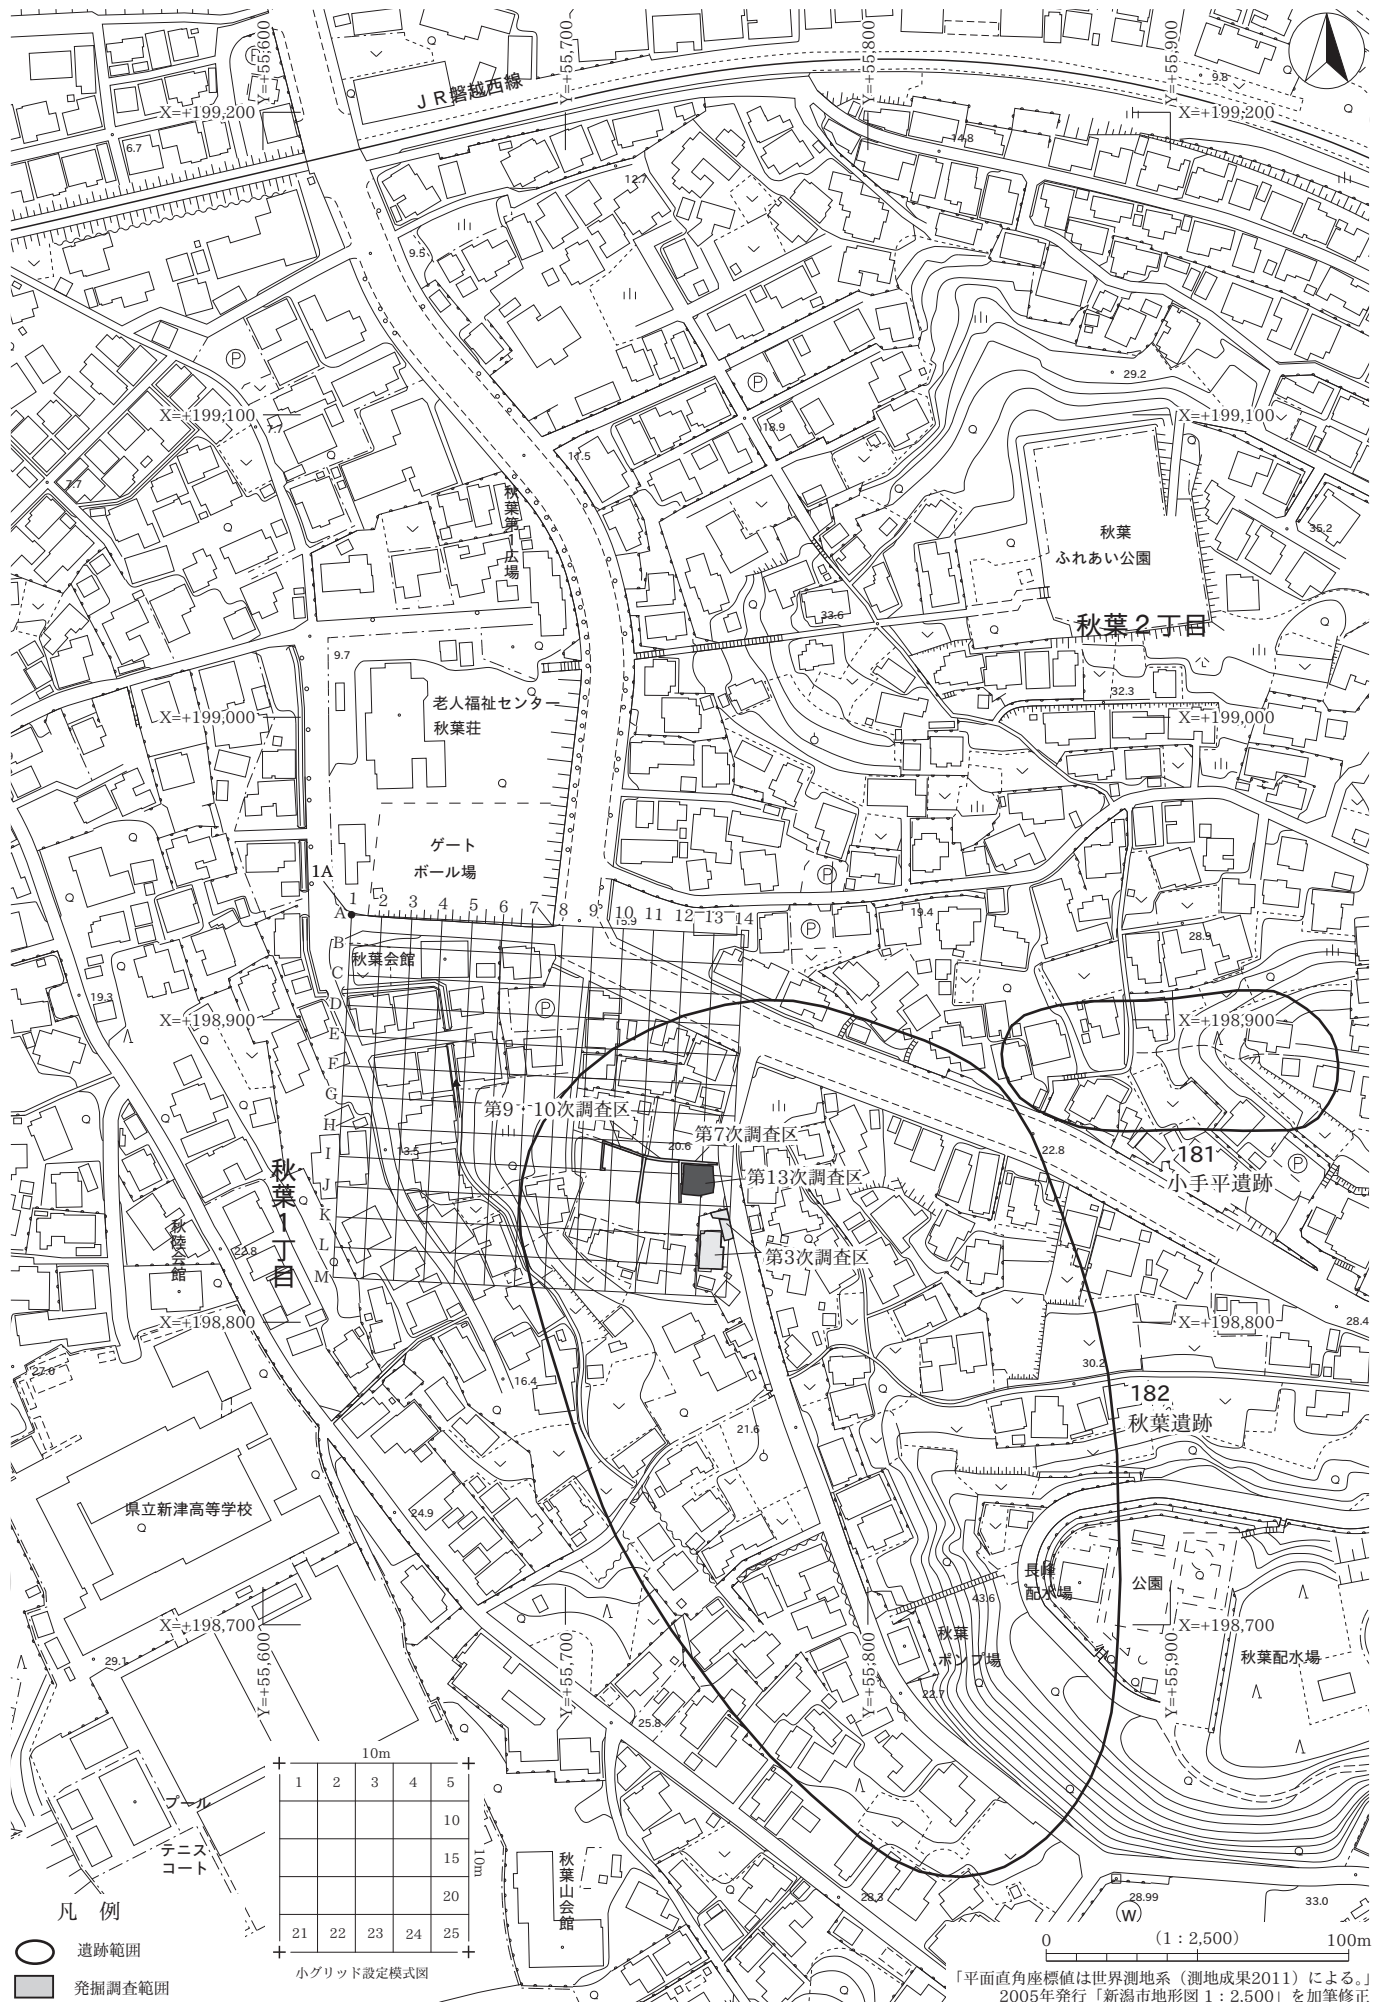 Y=+55,600
Y=+55,700
Y=+55,800
Y=+55,900
9.8
ＪＲ磐越西線
X=+199,200
X=+199,200
14.8
6.7
12.7
9.5
P
P
29.2
X=+199,100
X=+199,100
7.7
18.9
11.5
7.7
秋葉第1広場
35.2
秋葉
ふれあい公園
33.6
秋葉２丁目
9.7
32.3
老人福祉センター
秋葉荘
X=+199,000
X=+199,000
ゲート
ボール場
1A
P
1 2 3 4 5 6 7 8 9 10 11 12 13 14
A
15.9
19.4
P
28.9
B
秋葉会館
C
19.3
D
P
X=+198,900
X=+198,900
E
F
G
第9・10次調査区
H
20.6
第7次調査区
13.5
I
22.8
181
小手平遺跡
P
第13次調査区
J
秋葉１丁目
K
秋陵会館
22.8
L
第3次調査区
M
X=+198,800
X=+198,800
28.4
27.0
30.2
16.4
182
秋葉遺跡
21.6
県立新津高等学校
24.9
長峰
配水場
公園
43.6
X=+198,700
X=+198,700
秋葉
ポンプ場
秋葉配水場
29.1
22.7
25.8
Y=+55,600
Y=+55,700
Y=+55,800
Y=+55,900
10m
1 2 3 4 5
10
15
20
21 22 23 24 25
10m
小グリッド設定模式図
プール
テニス
コート
秋葉山会館
28.3
28.99
W
33.0
凡　例
遺跡範囲
発掘調査範囲
0
（1：2,500）
100m
「平面直角座標値は世界測地系（測地成果2011）による。」
2005年発行「新潟市地形図 1：2,500」を加筆修正